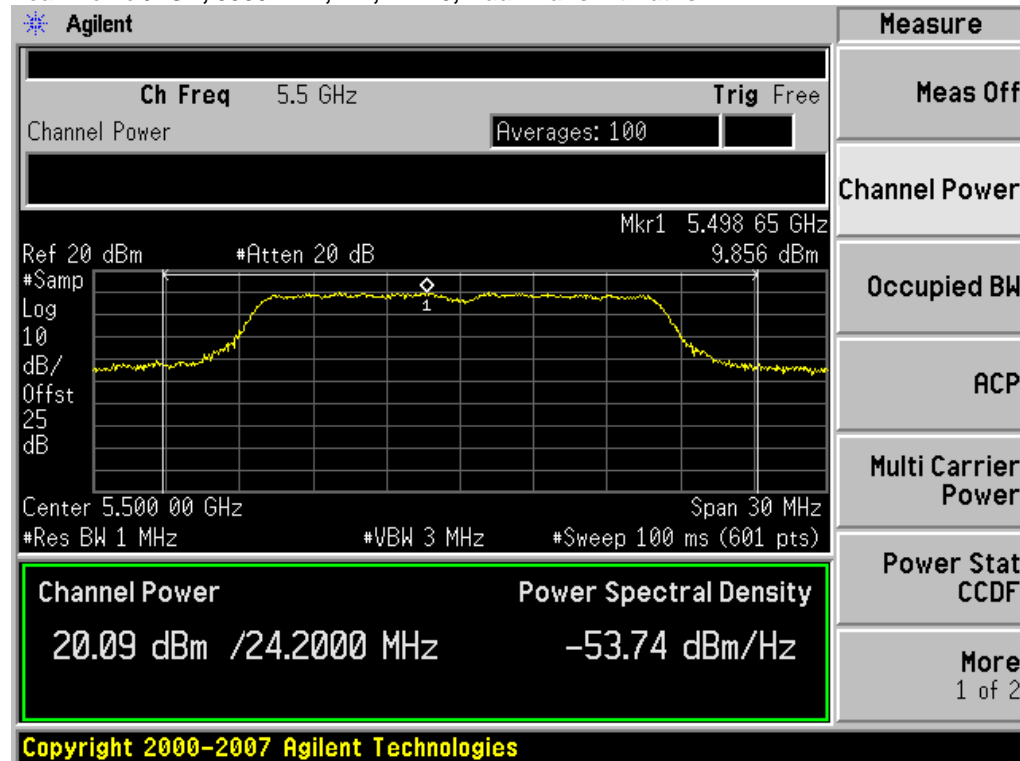 Agilent
Measure
Ch Freq 5.5 GHz Trig Free
Channel Power Averages: 100
Mkr1 5.498 65 GHz
Ref 20 dBm #Atten 20 dB 9.856 dBm
#Samp
Log
10
dB/
Offst
25
dB
1
Center 5.500 00 GHz Span 30 MHz
#Res BW 1 MHz #VBW 3 MHz #Sweep 100 ms (601 pts)
Channel Power Power Spectral Density
20.09 dBm /24.2000 MHz -53.74 dBm/Hz
Copyright 2000-2007 Agilent Technologies
Meas Off
Channel Power
Occupied BW
ACP
Multi Carrier
Power
Power Stat
CCDF
More
1 of 2